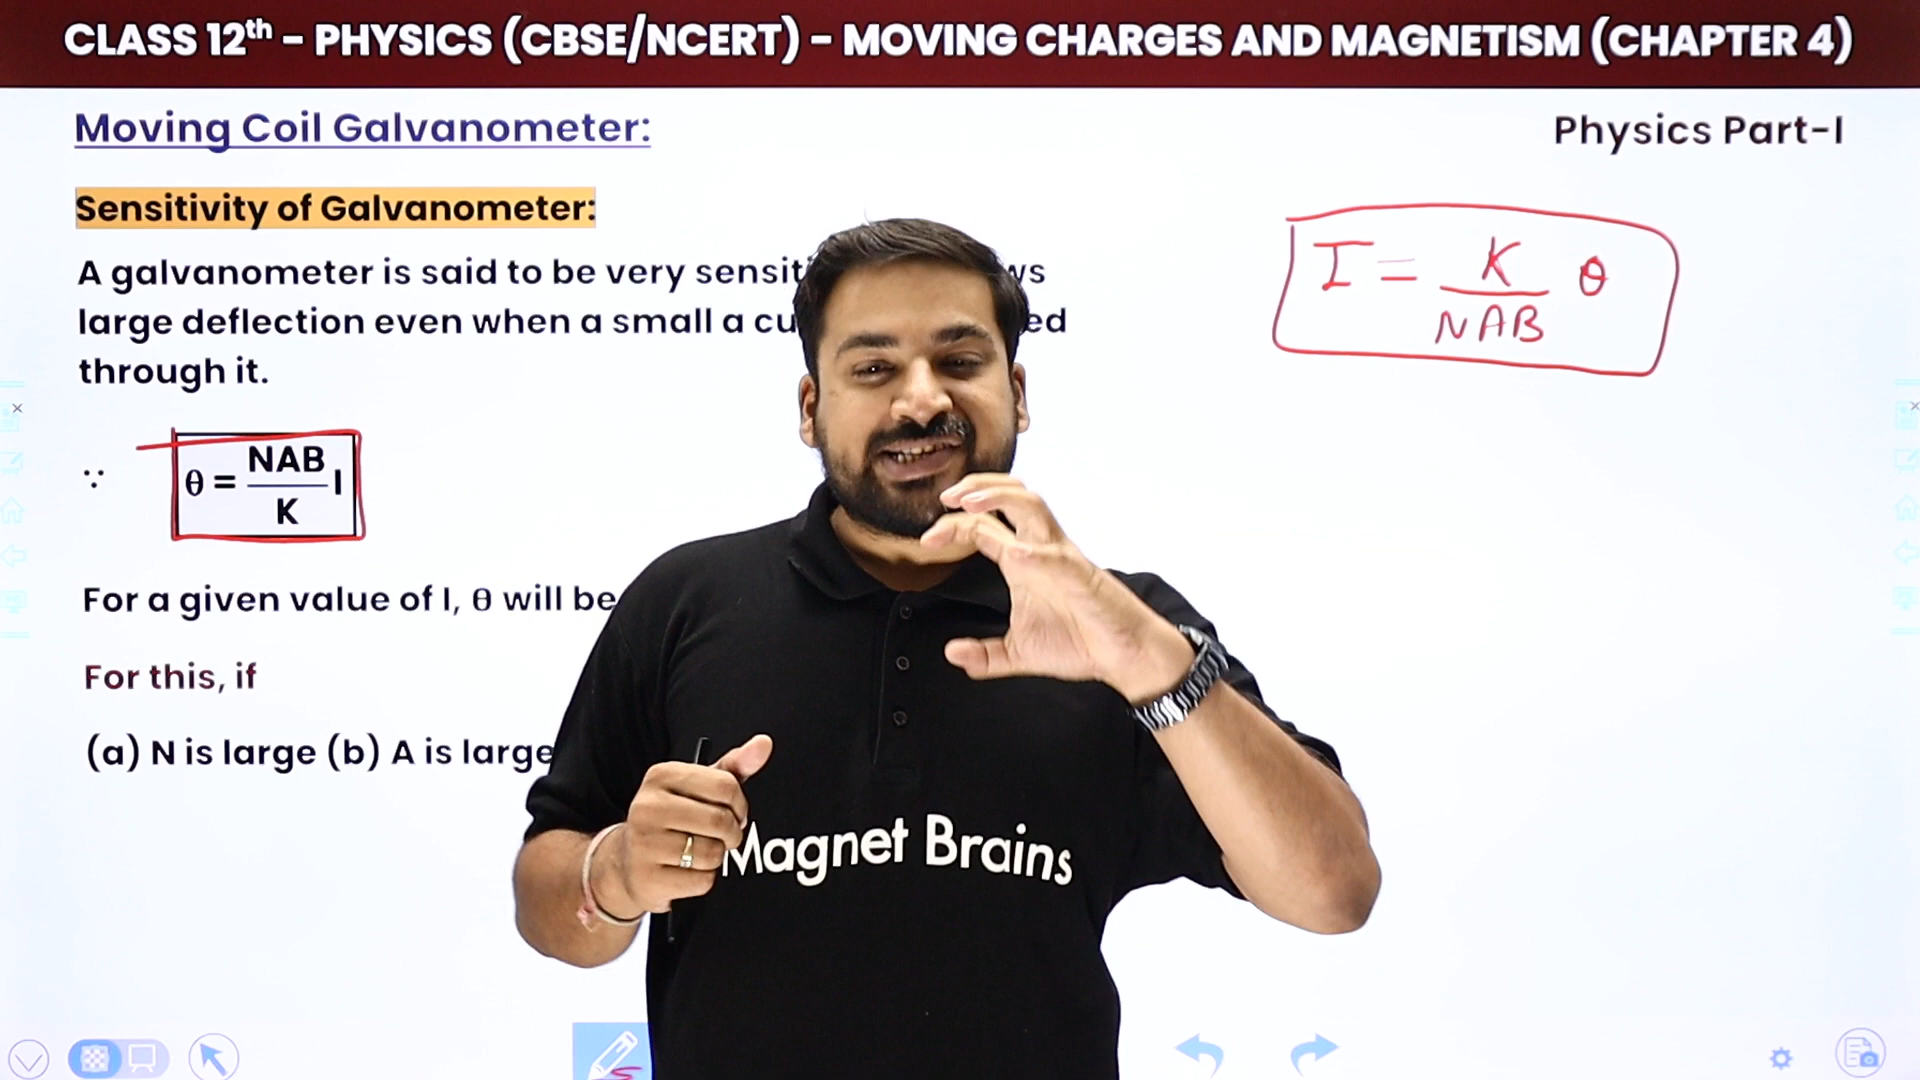 CLASS 12th - PHYSICS (CBSE/NCERT) - MOVING CHARGES AND MAGNETISM (CHAPTER 4)
Moving Coil Galvanometer:
Physics Part-I
Sensitivity of Galvanometer:
A galvanometer is said to be very
large deflection even when a small a
through it.
I = K/NAB θ
∵ θ = NAB/K I
For a given value of I, θ will be
For this, if
(a) N is large (b) A is large
Magnet Brains